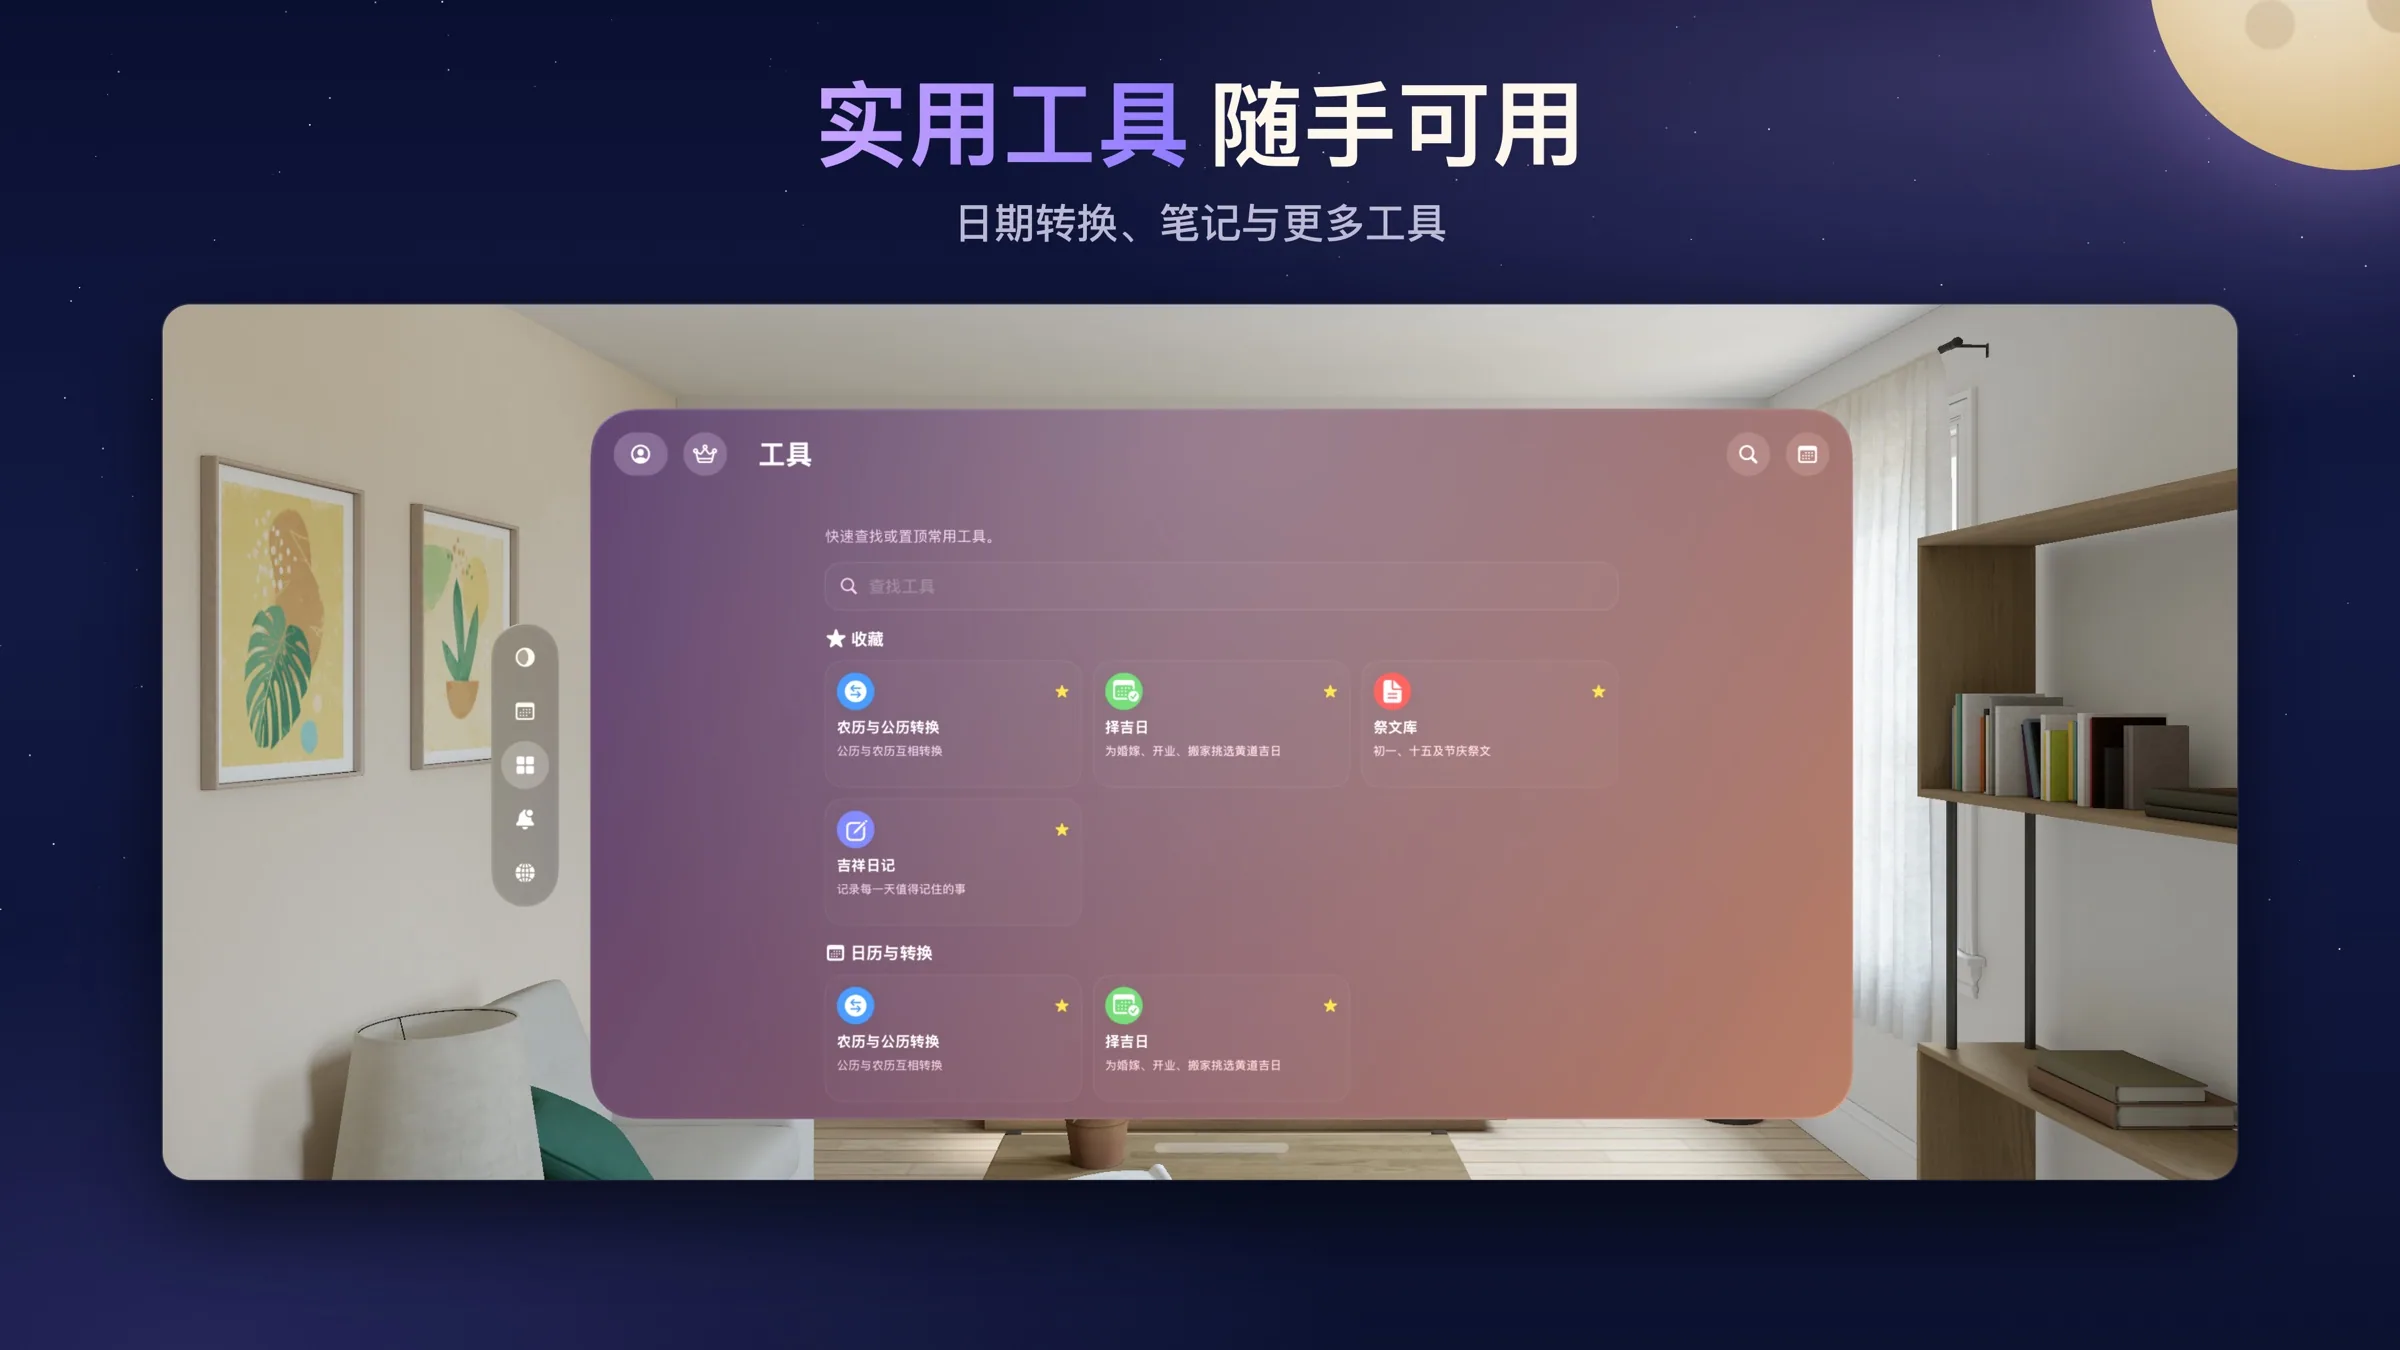 实用工具 随手可用
日期转换、笔记与更多工具
工具
快速查找或置顶常用工具。
查找工具
收藏
农历与公历转换
公历与农历互相转换
择吉日
为婚嫁、开业、搬家挑选黄道吉日
祭文库
初一、十五及节庆祭文
吉祥日记
记录每一天值得记住的事
日历与转换
农历与公历转换
公历与农历互相转换
择吉日
为婚嫁、开业、搬家挑选黄道吉日